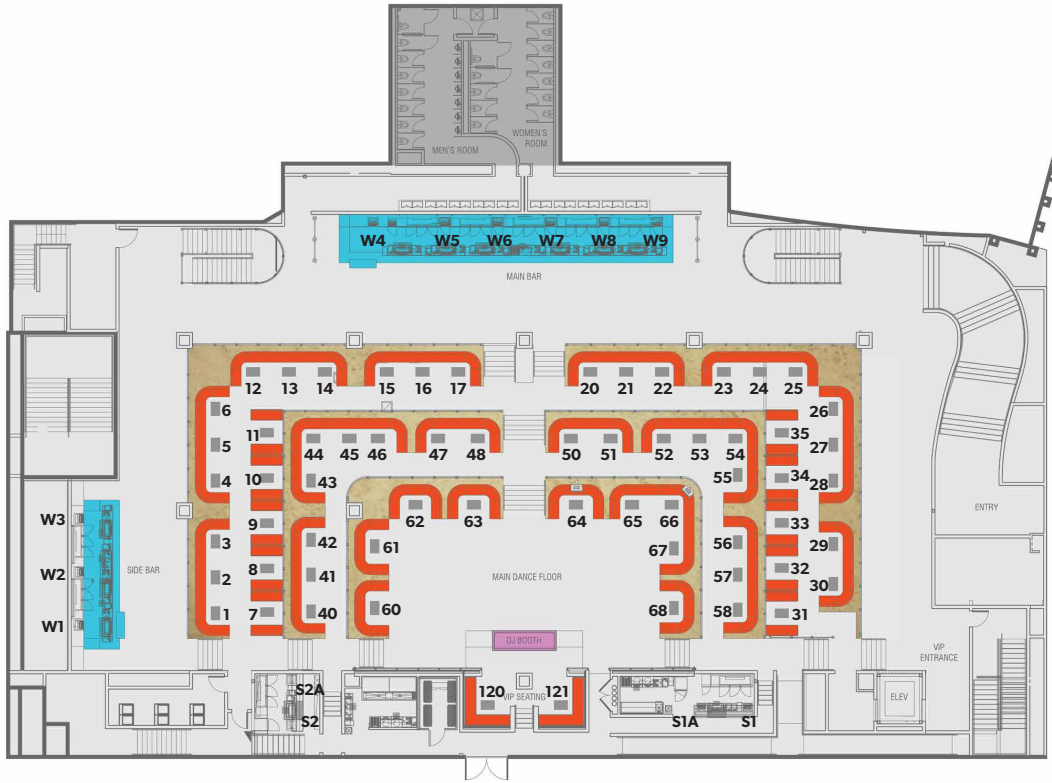 WOMEN'S
ROOM
MEN'S ROOM
W4 W5 W6 W7 W8 W9
MAIN BAR
12 13 14 15 16 17 20 21 22 23 24 25
6 26
11 35
5 44 45 46 47 48 50 51 52 53 54 27
4 10 43 55 34 28
62 63 64 65 66
W3 9 33
3 42 61 56 29
67
W2 SIDE BAR 2 8 41 MAIN DANCE FLOOR 57 32 30
ENTRY
W1 1 7 40 60 68 58 31
DJ BOOTH
VIP
ENTRANCE
S2A 120 VIP SEATING 121 ELEV
S2 S1A S1